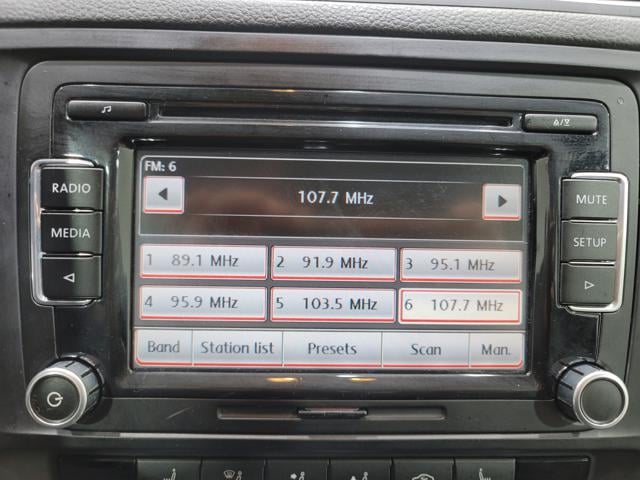 FM: 6
107.7 MHz
RADIO
MEDIA
MUTE
SETUP
1 89.1 MHz 2 91.9 MHz 3 95.1 MHz
4 95.9 MHz 5 103.5 MHz 6 107.7 MHz
Band Station list Presets Scan Man.